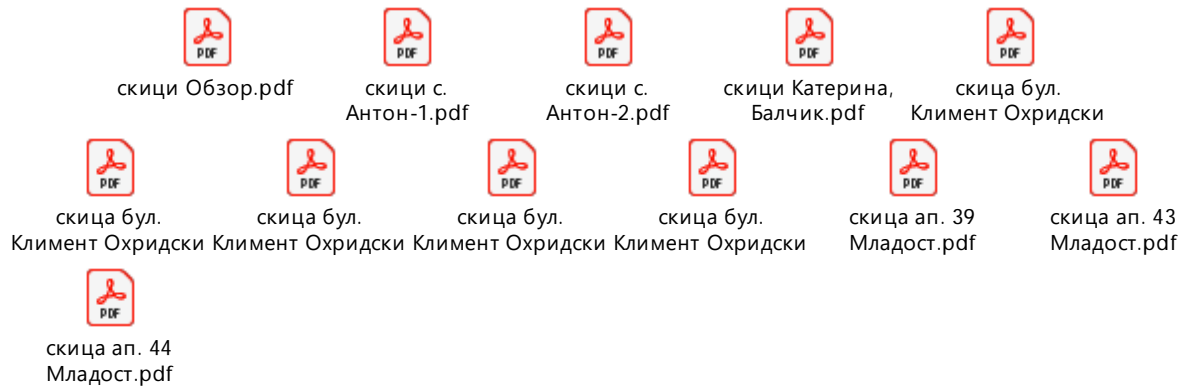 PDF PDF PDF PDF PDF
скици Обзор.pdf скици с. скици с. скици Катерина, скица бул.
Антон-1.pdf Антон-2.pdf Балчик.pdf Климент Охридски
PDF PDF PDF PDF PDF PDF
скица бул. скица бул. скица бул. скица бул. скица ап. 39 скица ап. 43
Климент Охридски Климент Охридски Климент Охридски Климент Охридски Младост.pdf Младост.pdf
PDF
скица ап. 44
Младост.pdf